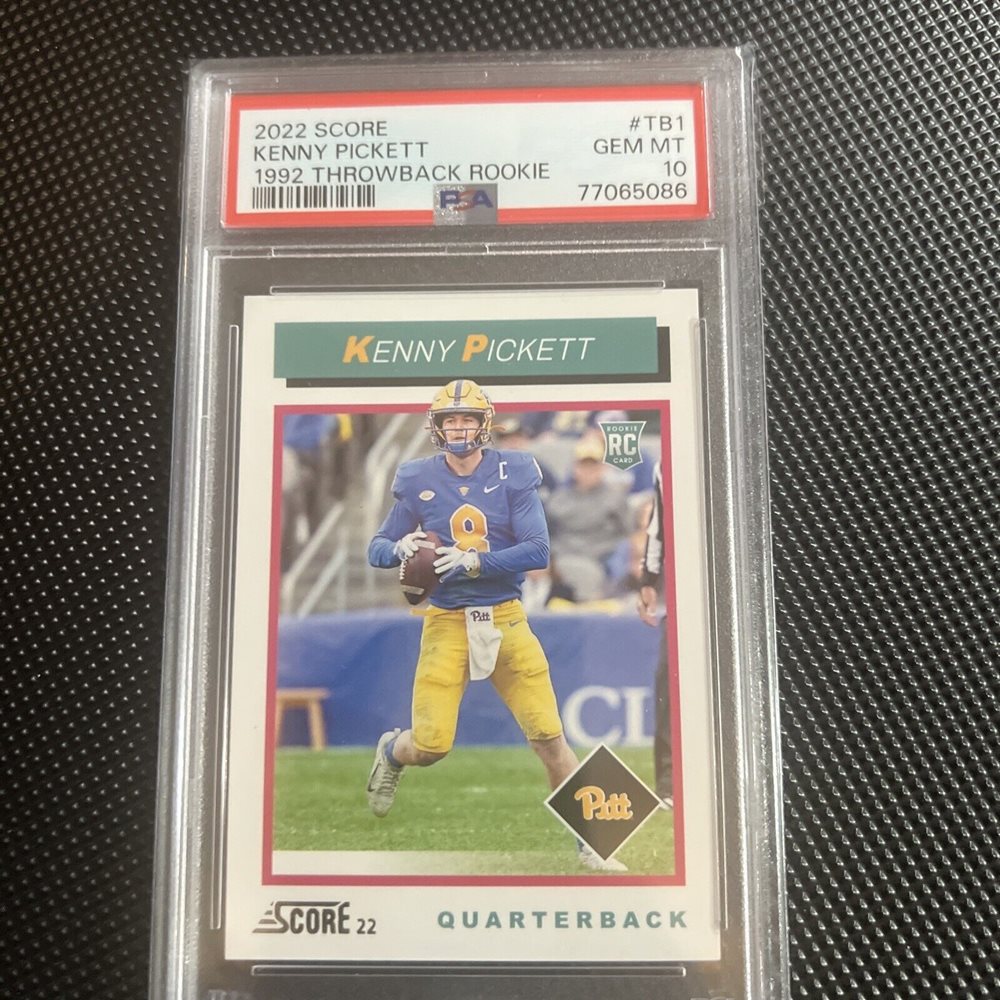 2022 SCORE #TB1
KENNY PICKETT GEM MT
1992 THROWBACK ROOKIE 10
77065086
PSA
KENNY PICKETT
ROOKIE
RC
CARD
C
8
Pitt
CL
Pitt
SCORE 22 QUARTERBACK